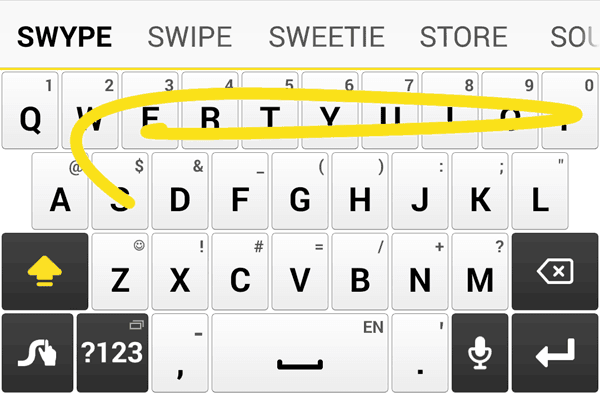 SWYPE SWIPE SWEETIE STORE SOU
1 2 3 4 5 6 7 8 9 0
Q W E R T Y U I O P
@ $ & _ ( ) : ; "
A S D F G H J K L
! # = / + ?
Z X C V B N M
- EN '
?123 , .